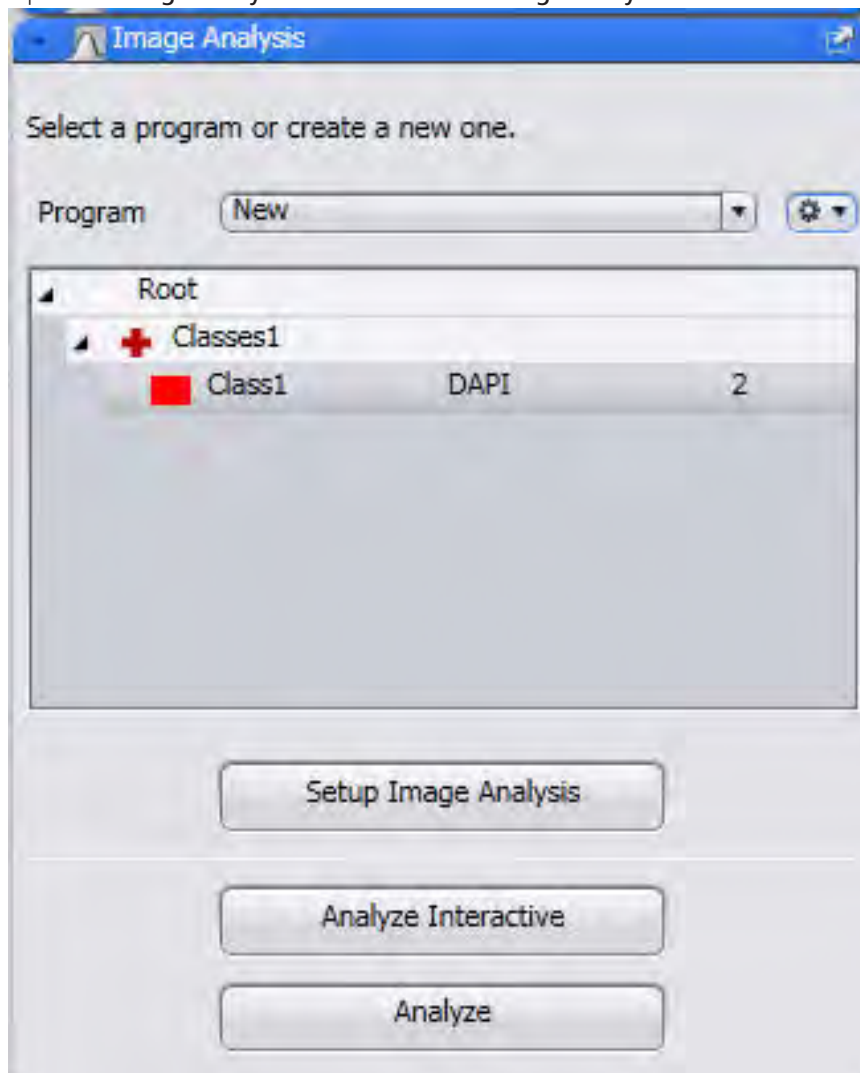 Image Analysis
Select a program or create a new one.
Program New
Root
Classes1
Class1 DAPI 2
Setup Image Analysis
Analyze Interactive
Analyze